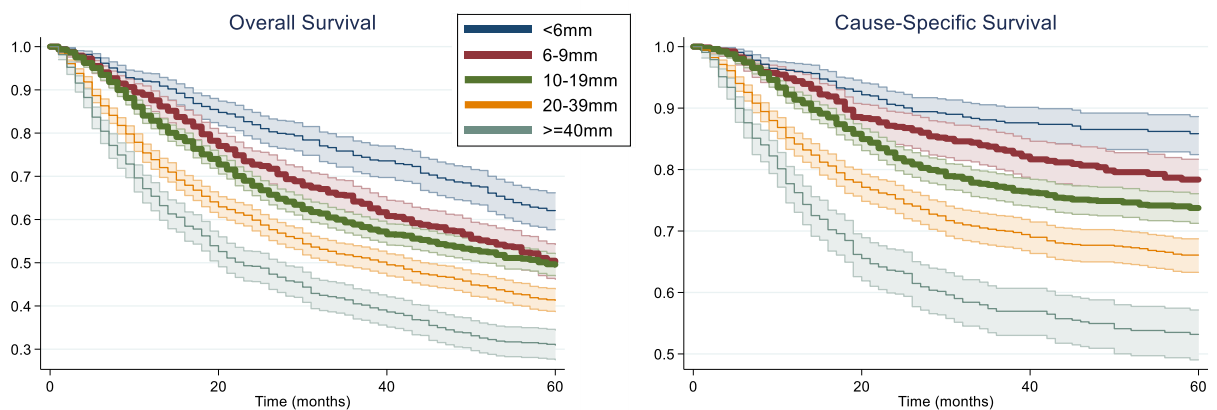 Overall Survival
<6mm
6-9mm
10-19mm
20-39mm
>=40mm
1.0
0.9
0.8
0.7
0.6
0.5
0.4
0.3
0
20
40
60
Time (months)
Cause-Specific Survival
1.0
0.9
0.8
0.7
0.6
0.5
0
20
40
60
Time (months)